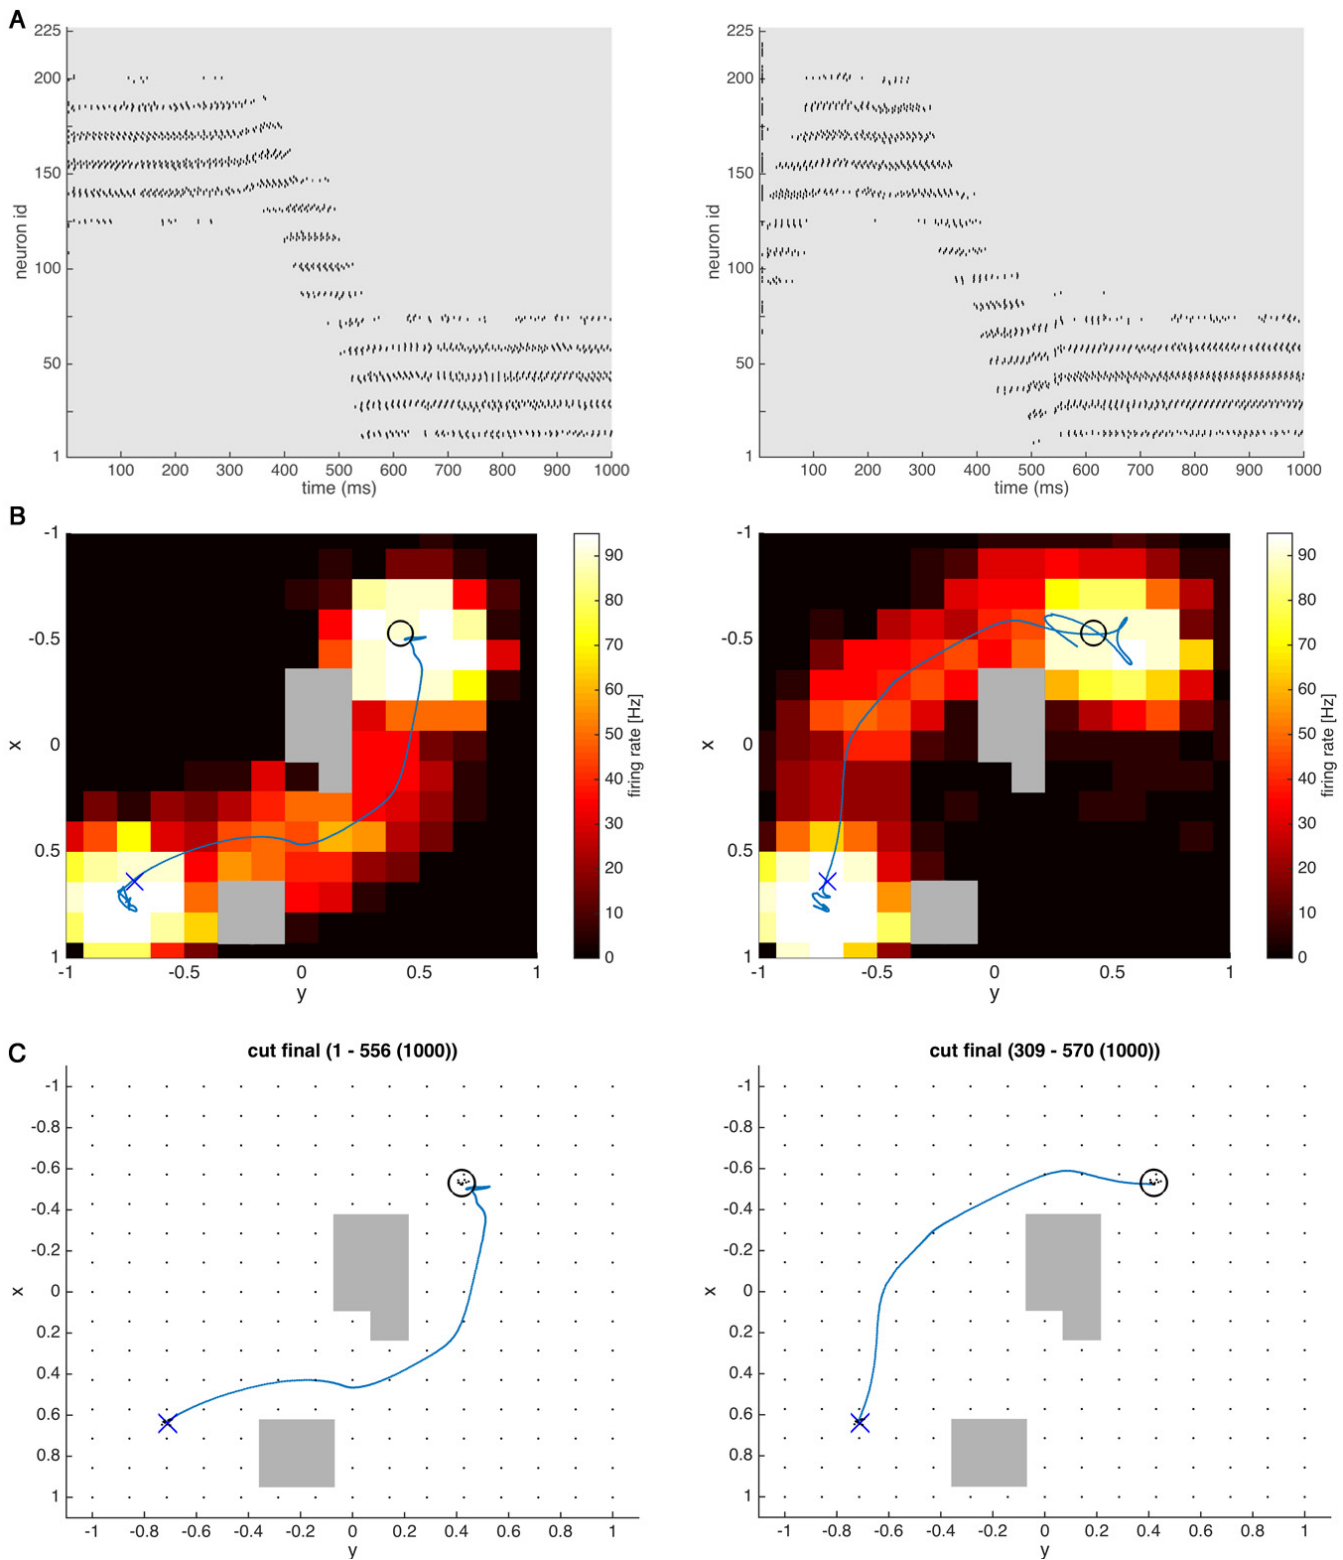 A
225
200
150
100
50
1
neuron id
100 200 300 400 500 600 700 800 900 1000
time (ms)
225
200
150
100
50
1
neuron id
100 200 300 400 500 600 700 800 900 1000
time (ms)
B
-1
-0.5
0
0.5
1
x
-1 -0.5 0 0.5 1
y
90
80
70
60
50
40
30
20
10
0
firing rate [Hz]
-1
-0.5
0
0.5
1
x
-1 -0.5 0 0.5 1
y
90
80
70
60
50
40
30
20
10
0
firing rate [Hz]
C
cut final (1 - 556 (1000))
-1
-0.8
-0.6
-0.4
-0.2
0
0.2
0.4
0.6
0.8
1
x
-1 -0.8 -0.6 -0.4 -0.2 0 0.2 0.4 0.6 0.8 1
y
cut final (309 - 570 (1000))
-1
-0.8
-0.6
-0.4
-0.2
0
0.2
0.4
0.6
0.8
1
x
-1 -0.8 -0.6 -0.4 -0.2 0 0.2 0.4 0.6 0.8 1
y